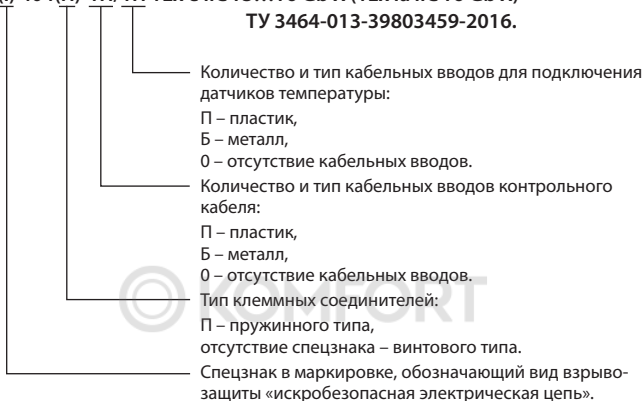 ТУ 3464-013-39803459-2016.
Количество и тип кабельных вводов для подключения
датчиков температуры:
П – пластик,
Б – металл,
0 – отсутствие кабельных вводов.
Количество и тип кабельных вводов контрольного
кабеля:
П – пластик,
Б – металл,
0 – отсутствие кабельных вводов.
KOMFORT
Тип клеммных соединителей:
П – пружинного типа,
отсутствие спецзнака – винтового типа.
Спецзнак в маркировке, обозначающий вид взрыво-
защиты «искробезопасная электрическая цепь».